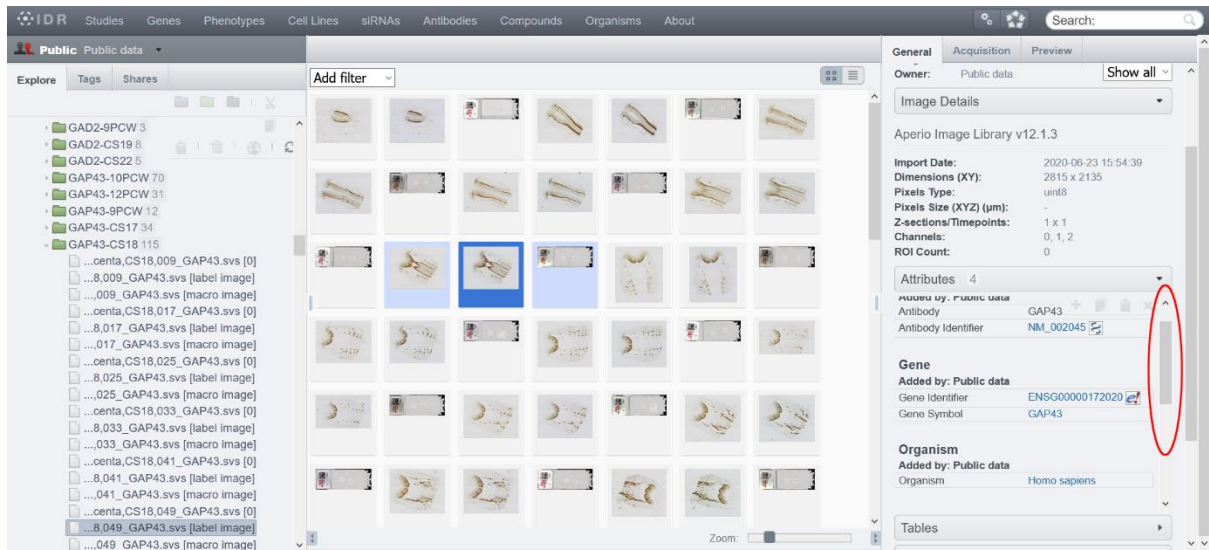 IDR Studies Genes Phenotypes Cell Lines siRNAs Antibodies Compounds Organisms About Search:
Public Public data
Explore Tags Shares
GAD2-9PCW 3
GAD2-CS19 8
GAD2-CS22 5
GAP43-10PCW 70
GAP43-12PCW 31
GAP43-9PCW 12
GAP43-CS17 34
GAP43-CS18 115
...centa,CS18,009_GAP43.svs [0]
...8,009_GAP43.svs [label image]
...,009_GAP43.svs [macro image]
...centa,CS18,017_GAP43.svs [0]
...8,017_GAP43.svs [label image]
...,017_GAP43.svs [macro image]
...centa,CS18,025_GAP43.svs [0]
...8,025_GAP43.svs [label image]
...,025_GAP43.svs [macro image]
...centa,CS18,033_GAP43.svs [0]
...8,033_GAP43.svs [label image]
...,033_GAP43.svs [macro image]
...centa,CS18,041_GAP43.svs [0]
...8,041_GAP43.svs [label image]
...,041_GAP43.svs [macro image]
...centa,CS18,049_GAP43.svs [0]
...8,049_GAP43.svs [label image]
...,049_GAP43.svs [macro image]
Add filter
Zoom:
General Acquisition Preview
Owner: Public data Show all
Image Details
Aperio Image Library v12.1.3
Import Date: 2020-06-23 15:54:39
Dimensions (XY): 2815 x 2135
Pixels Type: uint8
Pixels Size (XYZ) (µm): -
Z-sections/Timepoints: 1 x 1
Channels: 0, 1, 2
ROI Count: 0
Attributes 4
Added by: Public data
Antibody GAP43
Antibody Identifier NM_002045
Gene
Added by: Public data
Gene Identifier ENSG00000172020 e!
Gene Symbol GAP43
Organism
Added by: Public data
Organism Homo sapiens
Tables